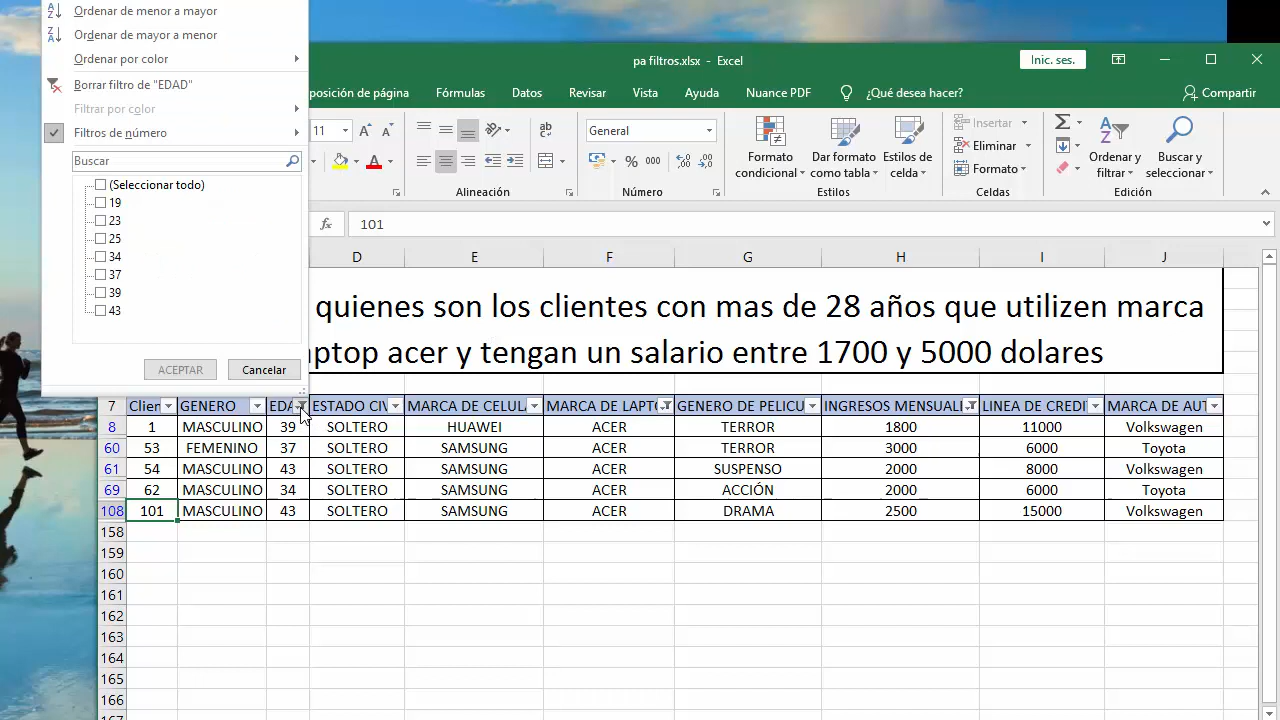 Ordenar de menor a mayor
Ordenar de mayor a menor
Ordenar por color
Borrar filtro de "EDAD"
Filtrar por color
Filtros de número
Buscar
(Seleccionar todo)
19
23
25
34
37
39
43
ACEPTAR
Cancelar
pa filtros.xlsx - Excel
Inic. ses.
posición de página
Fórmulas
Datos
Revisar
Vista
Ayuda
Nuance PDF
¿Qué desea hacer?
Compartir
11
General
Formato condicional
Dar formato como tabla
Estilos de celda
Insertar
Eliminar
Formato
Ordenar y filtrar
Buscar y seleccionar
Alineación
Número
Estilos
Celdas
Edición
fx 101
D E F G H I J
quienes son los clientes con mas de 28 años que utilizen marca
aptop acer y tengan un salario entre 1700 y 5000 dolares
7 Clien GENERO EDA ESTADO CIV MARCA DE CELUL MARCA DE LAPTO GENERO DE PELICU INGRESOS MENSUALI LINEA DE CREDI MARCA DE AUT
8 1 MASCULINO 39 SOLTERO HUAWEI ACER TERROR 1800 11000 Volkswagen
60 53 FEMENINO 37 SOLTERO SAMSUNG ACER TERROR 3000 6000 Toyota
61 54 MASCULINO 43 SOLTERO SAMSUNG ACER SUSPENSO 2000 8000 Volkswagen
69 62 MASCULINO 34 SOLTERO SAMSUNG ACER ACCIÓN 2000 6000 Toyota
108 101 MASCULINO 43 SOLTERO SAMSUNG ACER DRAMA 2500 15000 Volkswagen
158
159
160
161
162
163
164
165
166